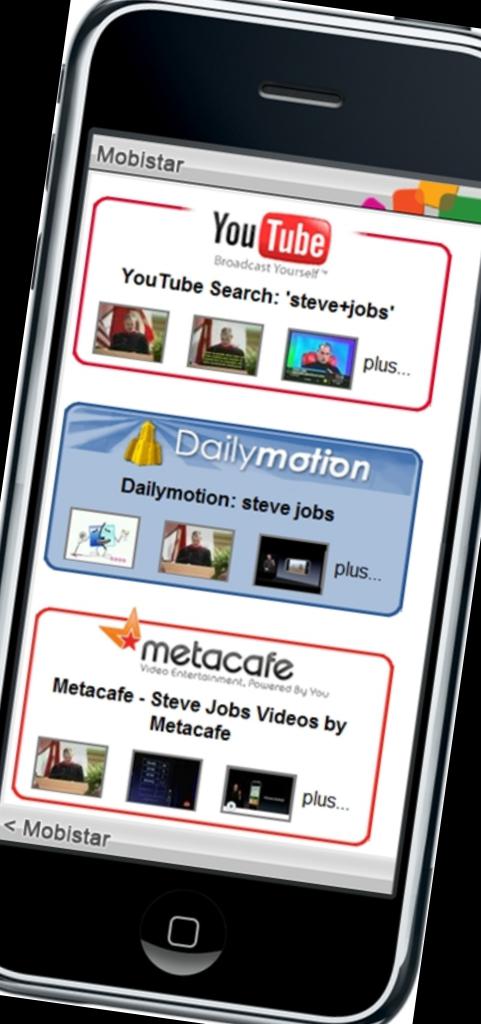 Mobistar
YouTube
Broadcast Yourself™
YouTube Search: 'steve+jobs'
plus...
Dailymotion
Dailymotion: steve jobs
plus...
metacafe
Video Entertainment, Powered By You
Metacafe - Steve Jobs Videos by
Metacafe
plus...
< Mobistar